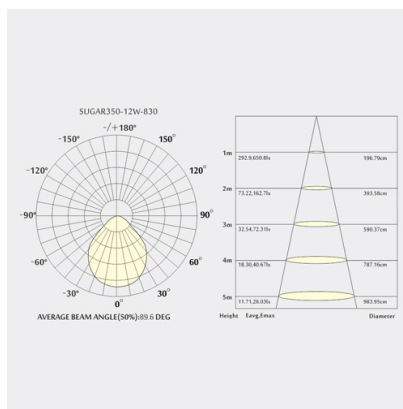 SUGAR350-12W-830
-/+180°
-150° 150°
-120° 120°
-90° 90°
-60° 60°
-30° 30°
0°
AVERAGE BEAM ANGLE(50%):89.6 DEG
1m 292.9,650.8lx 196.79cm
2m 73.22,162.7lx 393.58cm
3m 32.54,72.31lx 590.37cm
4m 18.30,40.67lx 787.16cm
5m 11.71,26.03lx 983.95cm
Height Eavg,Emax Diameter